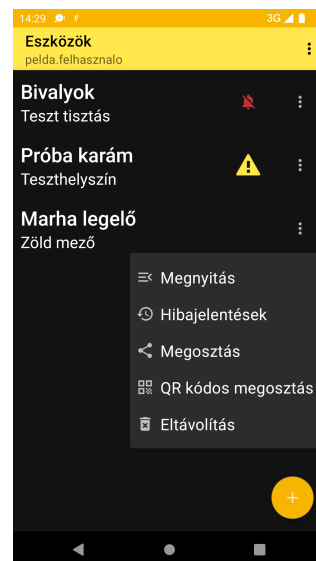 14:29 3G
Eszközök
pelda.felhasznalo
Bivalyok
Teszt tisztás
Próba karám
Teszthelyszín
Marha legelő
Zöld mező
Megnyitás
Hibajelentések
Megosztás
QR kódos megosztás
Eltávolítás
+